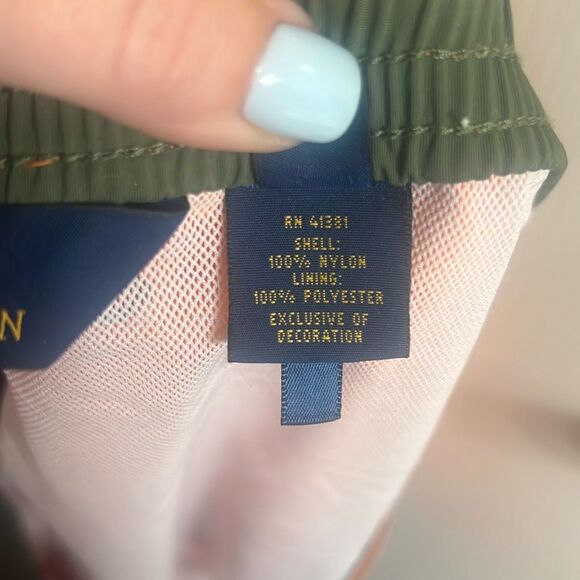 RN 41381
SHELL:
100% NYLON
LINING:
100% POLYESTER
EXCLUSIVE OF
DECORATION
N